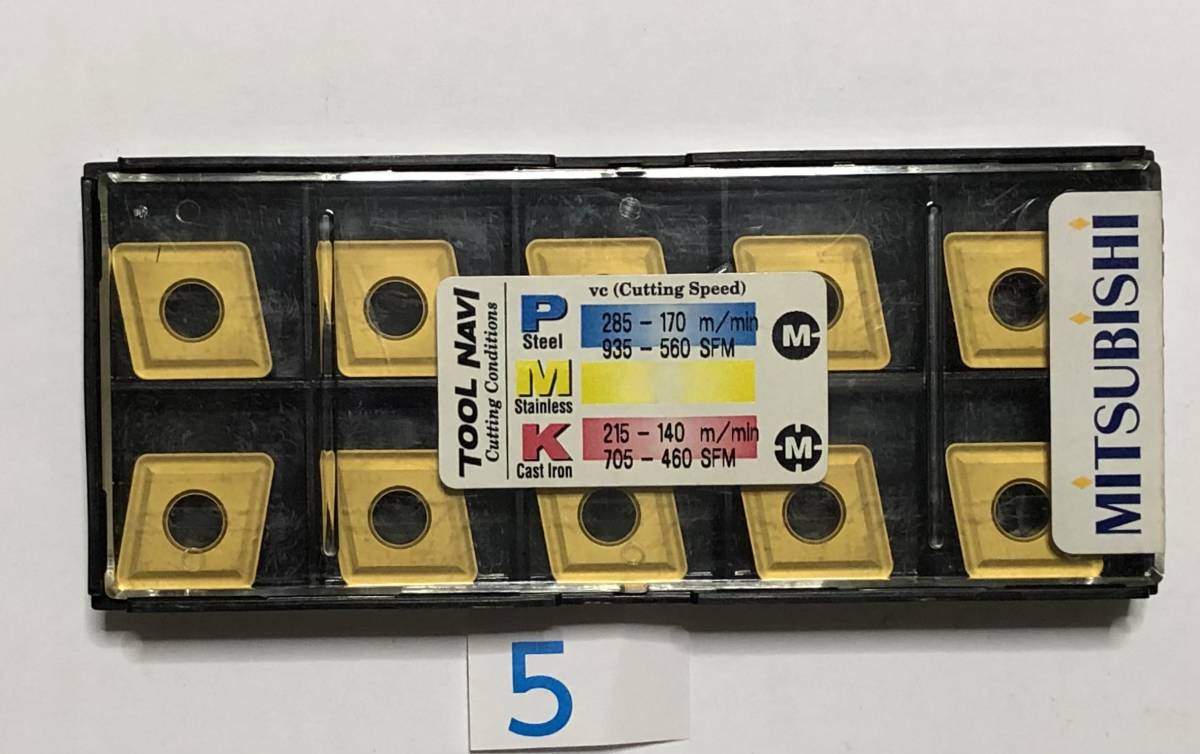 TOOL NAVI
Cutting Conditions
vc (Cutting Speed)
P
Steel
285 - 170 m/min
935 - 560 SFM
M
M
Stainless
K
Cast Iron
215 - 140 m/min
705 - 460 SFM
M
MITSUBISHI
5